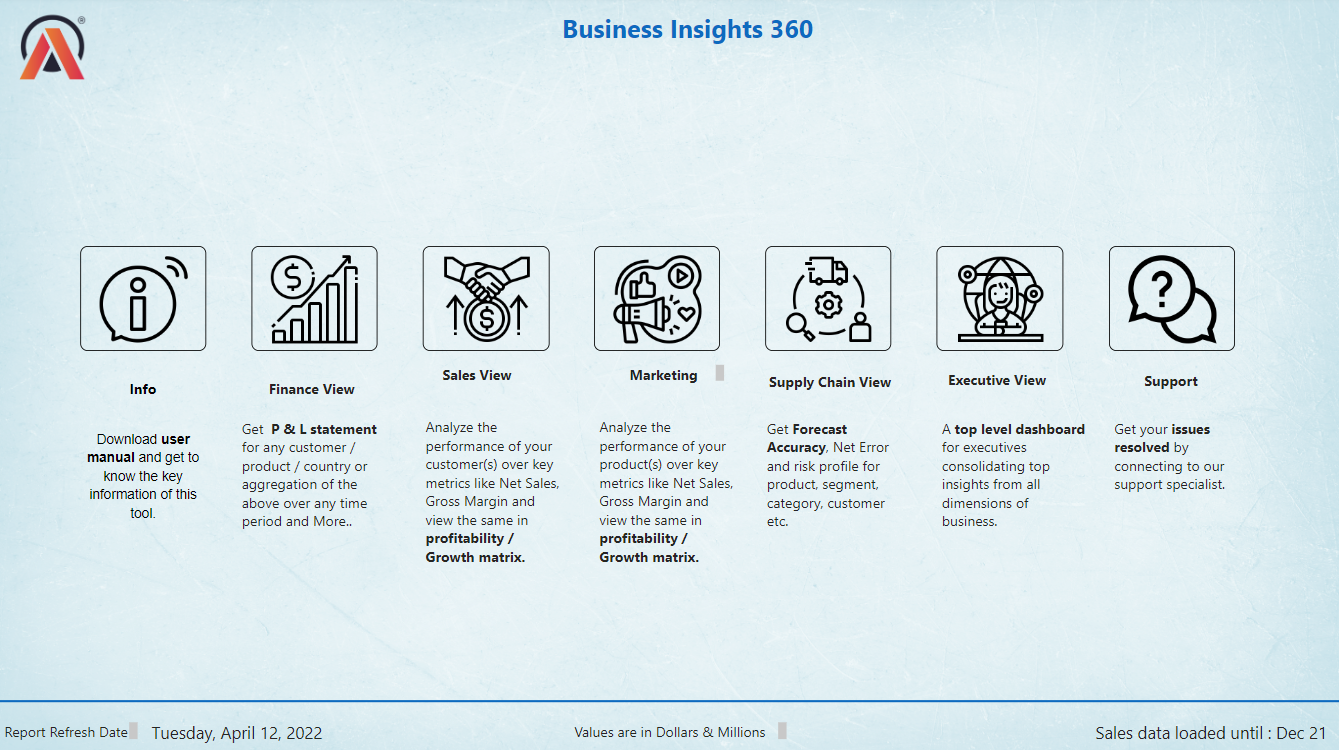 ®
Business Insights 360
Info
Download user
manual and get to
know the key
information of this
tool.
Finance View
Get  P & L statement
for any customer /
product / country or
aggregation of the
above over any time
period and More..
Sales View
Analyze the
performance of your
customer(s) over key
metrics like Net Sales,
Gross Margin and
view the same in
profitability /
Growth matrix.
Marketing
Analyze the
performance of your
product(s) over key
metrics like Net Sales,
Gross Margin and
view the same in
profitability /
Growth matrix.
Supply Chain View
Get Forecast
Accuracy, Net Error
and risk profile for
product, segment,
category, customer
etc.
Executive View
A top level dashboard
for executives
consolidating top
insights from all
dimensions of
business.
Support
Get your issues
resolved by
connecting to our
support specialist.
Report Refresh Date Tuesday, April 12, 2022
Values are in Dollars & Millions
Sales data loaded until : Dec 21